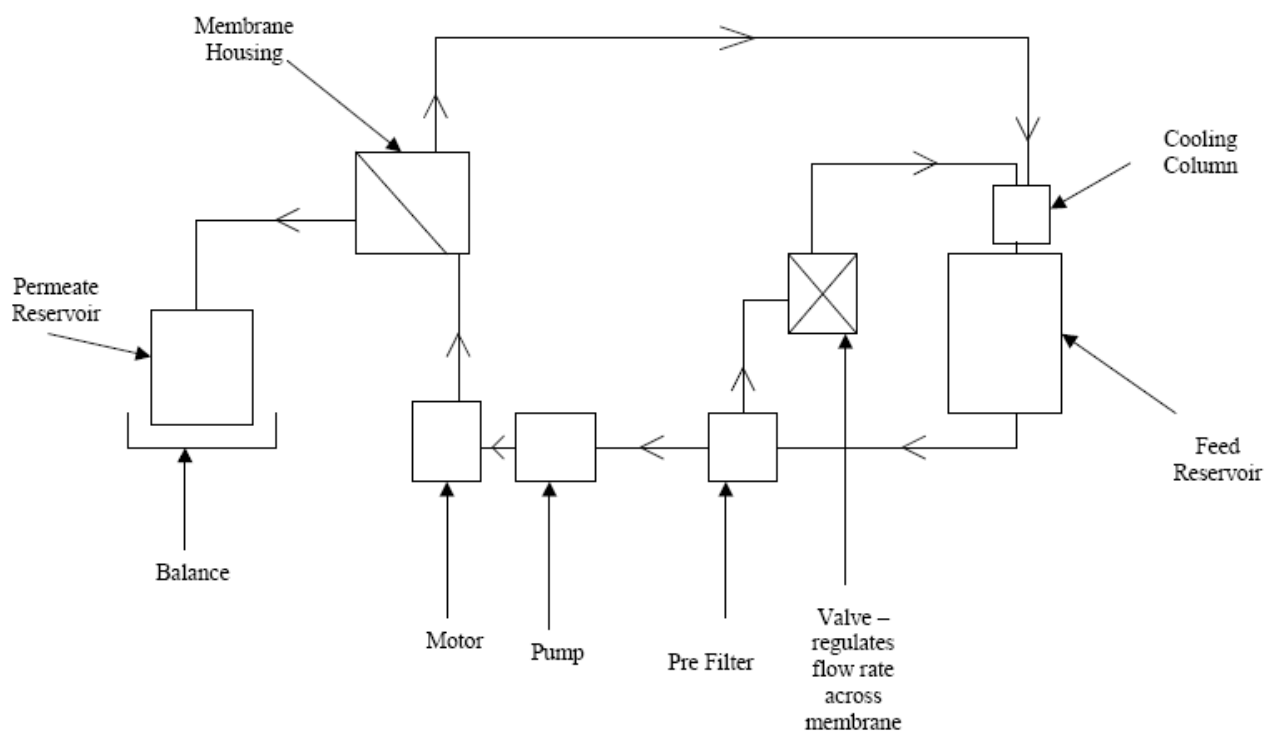 Membrane
Housing
Cooling
Column
Permeate
Reservoir
Feed
Reservoir
Balance
Motor
Pump
Pre Filter
Valve –
regulates
flow rate
across
membrane